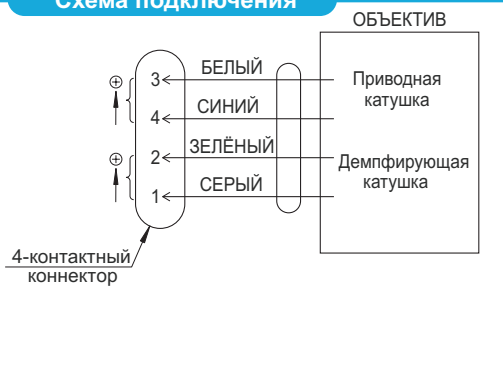 Схема подключения
ОБЪЕКТИВ
3 БЕЛЫЙ
Приводная
катушка
4 СИНИЙ
2 ЗЕЛЁНЫЙ
Демпфирующая
катушка
1 СЕРЫЙ
4-контактный
коннектор